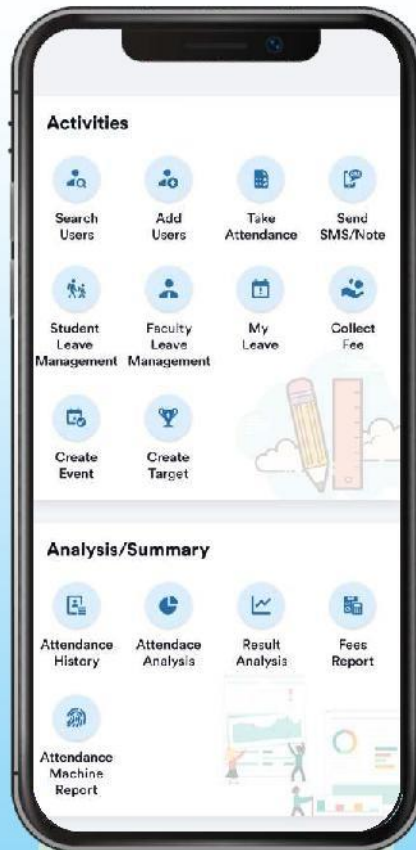 Activities
Search Add Take Send
Users Users Attendance SMS/Note
Student Faculty My Collect
Leave Leave Leave Fee
Management Management
Create Create
Event Target
Analysis/Summary
Attendance Attendace Result Fees
History Analysis Analysis Report
Attendance
Machine
Report